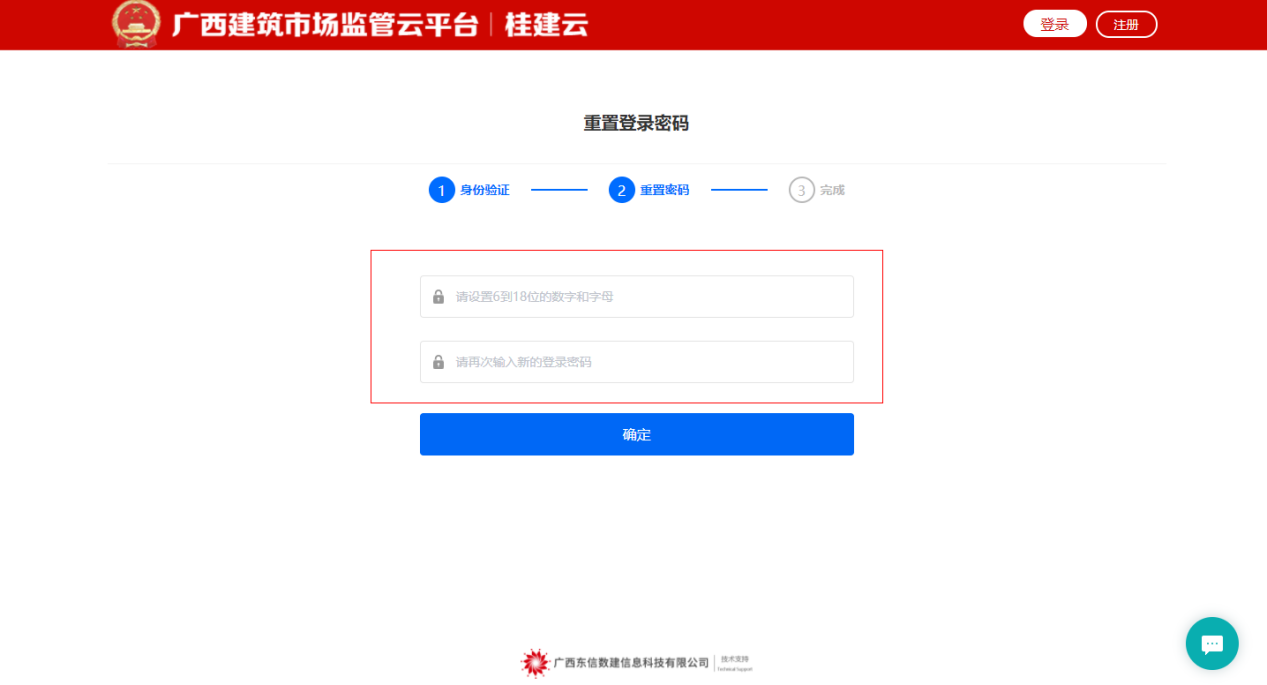 广西建筑市场监管云平台 | 桂建云
登录 注册
重置登录密码
1 身份验证 2 重置密码 3 完成
请设置6到18位的数字和字母
请再次输入新的登录密码
确定
广西东信数建信息科技有限公司 | 技术支持
Technical Support